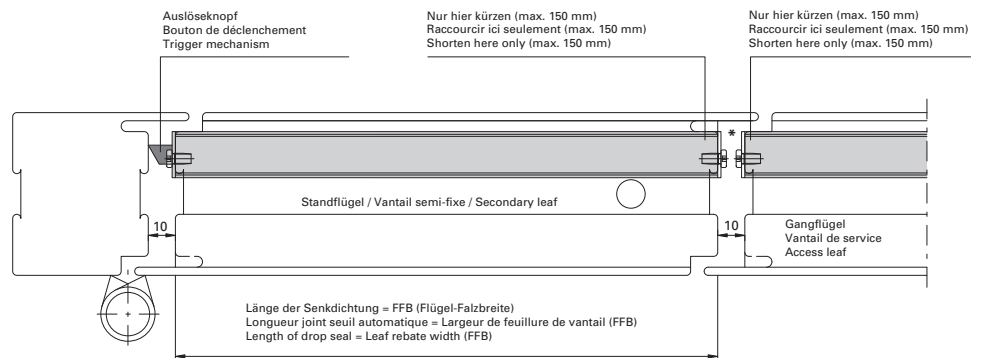 Auslöseknopf
Bouton de déclenchement
Trigger mechanism
Nur hier kürzen (max. 150 mm)
Raccourcir ici seulement (max. 150 mm)
Shorten here only (max. 150 mm)
Nur hier kürzen (max. 150 mm)
Raccourcir ici seulement (max. 150 mm)
Shorten here only (max. 150 mm)
*
Standflügel / Vantail semi-fixe / Secondary leaf
10
10
Gangflügel
Vantail de service
Access leaf
Länge der Senkdichtung = FFB (Flügel-Falzbreite)
Longueur joint seuil automatique = Largeur de feuillure de vantail (FFB)
Length of drop seal = Leaf rebate width (FFB)